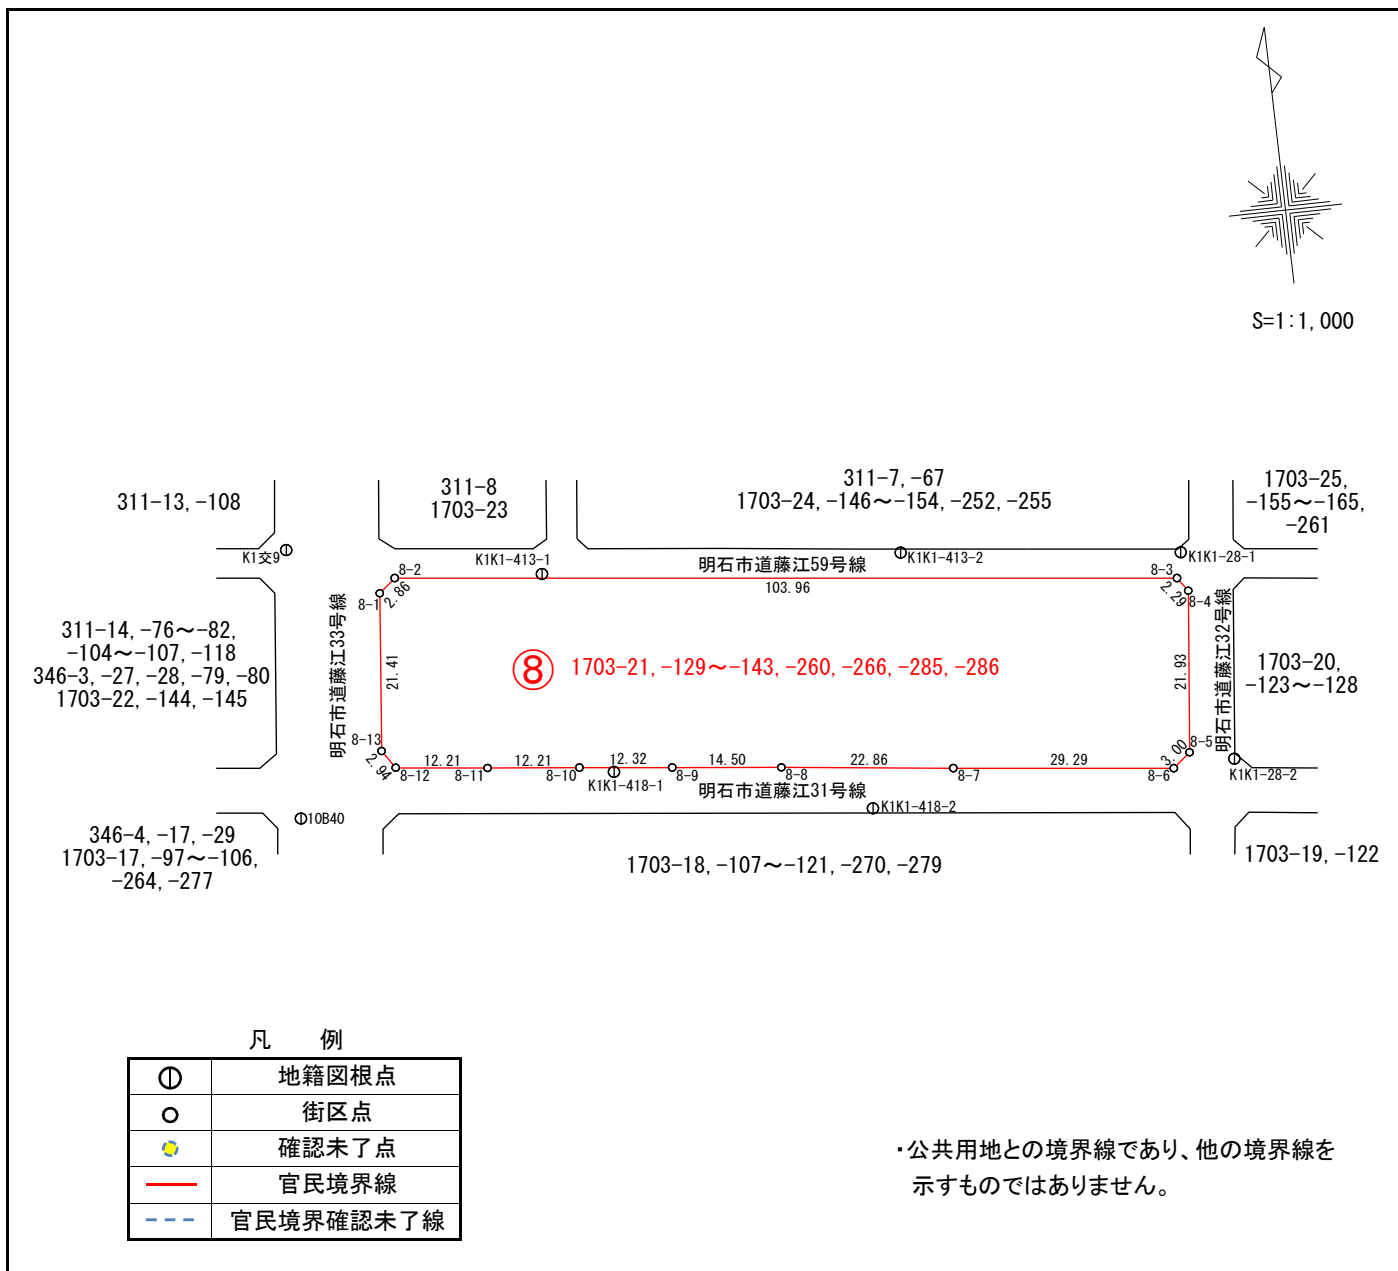 S=1:1,000
311-13, -108
311-8
1703-23
311-7, -67
1703-24, -146～-154, -252, -255
1703-25,
-155～-165,
-261
K1交9
K1K1-413-1
明石市道藤江59号線
K1K1-413-2
K1K1-28-1
8-2
103.96
8-3
8-1
2.86
2.29
8-4
311-14, -76～-82,
-104～-107, -118
346-3, -27, -28, -79, -80
1703-22, -144, -145
明石市道藤江33号線
21.41
⑧
1703-21, -129～-143, -260, -266, -285, -286
21.93
明石市道藤江32号線
1703-20,
-123～-128
8-13
2.94
8-12
12.21
8-11
12.21
8-10
12.32
K1K1-418-1
8-9
14.50
8-8
22.86
8-7
29.29
8-6
3.00
8-5
K1K1-28-2
明石市道藤江31号線
K1K1-418-2
10B40
346-4, -17, -29
1703-17, -97～-106,
-264, -277
1703-18, -107～-121, -270, -279
1703-19, -122
凡 例
地籍図根点
街区点
確認未了点
官民境界線
官民境界確認未了線
・公共用地との境界線であり、他の境界線を
示すものではありません。